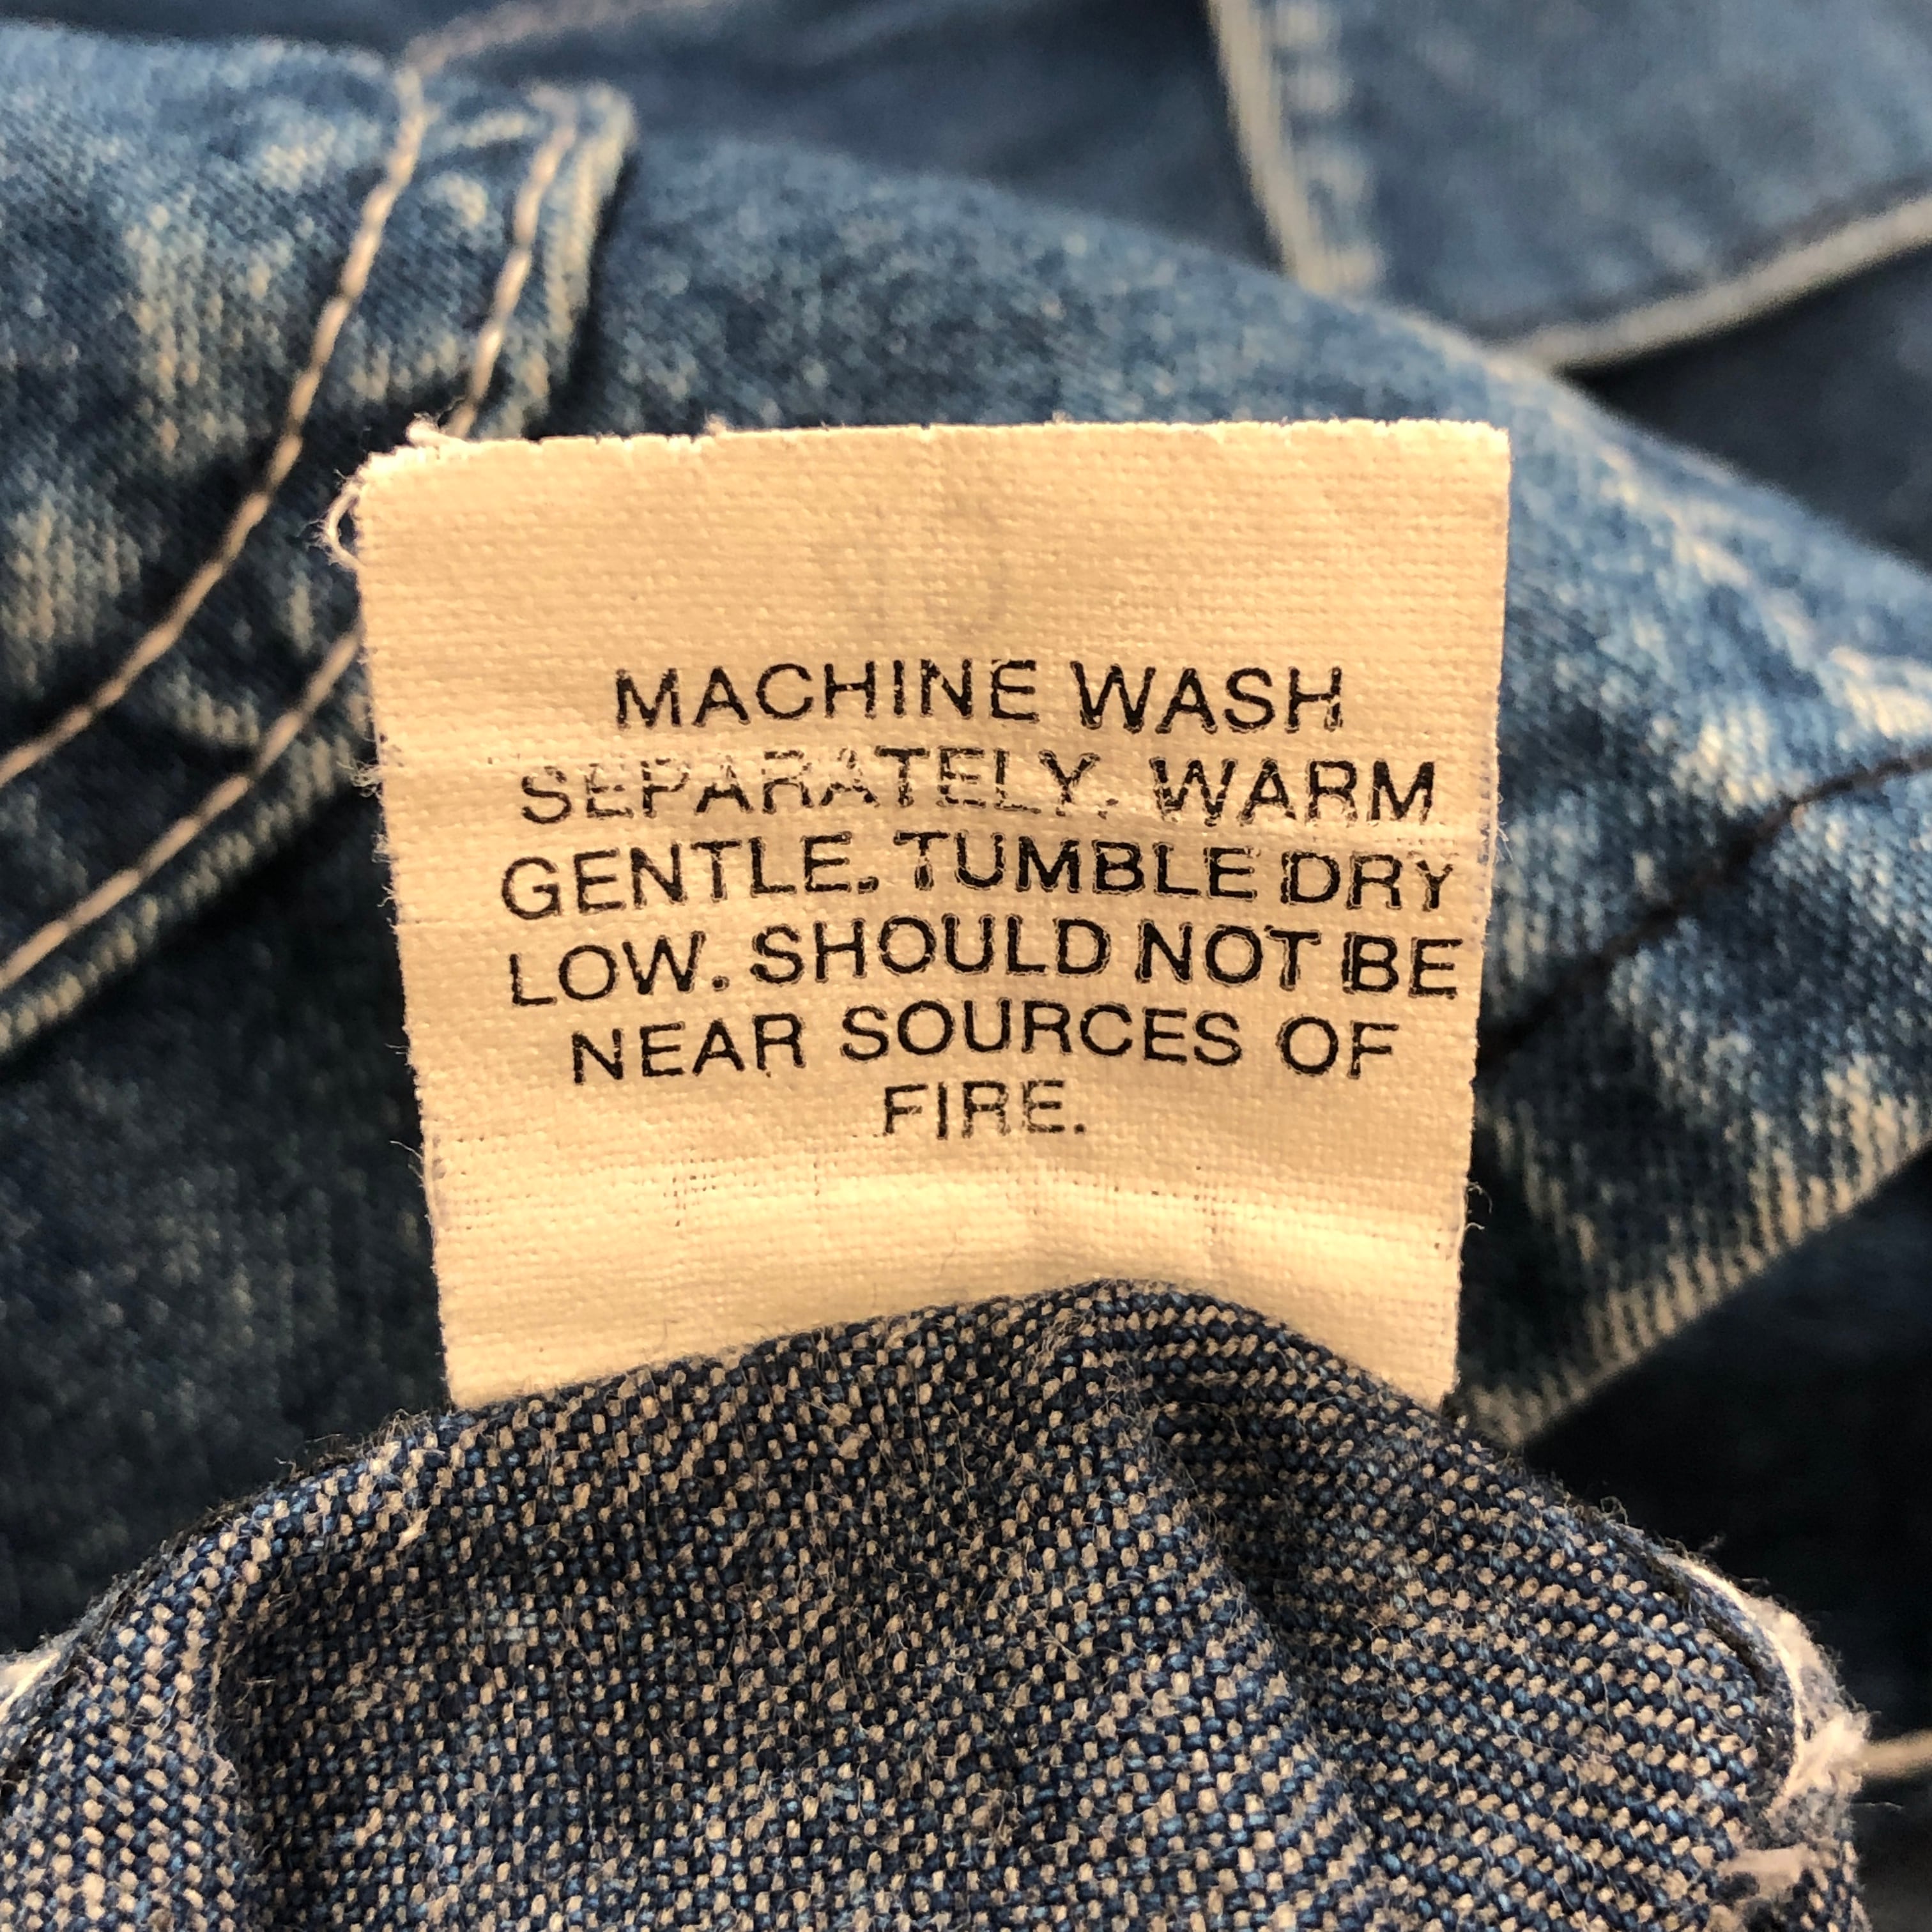 MACHINE WASH
SEPARATELY. WARM
GENTLE. TUMBLE DRY
LOW. SHOULD NOT BE
NEAR SOURCES OF
FIRE.